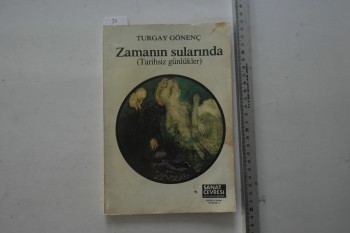 TURGAY GÖNENÇ
Zamanın sularında
(Tarihsiz günlükler)
SANAT
ÇEVRESİ